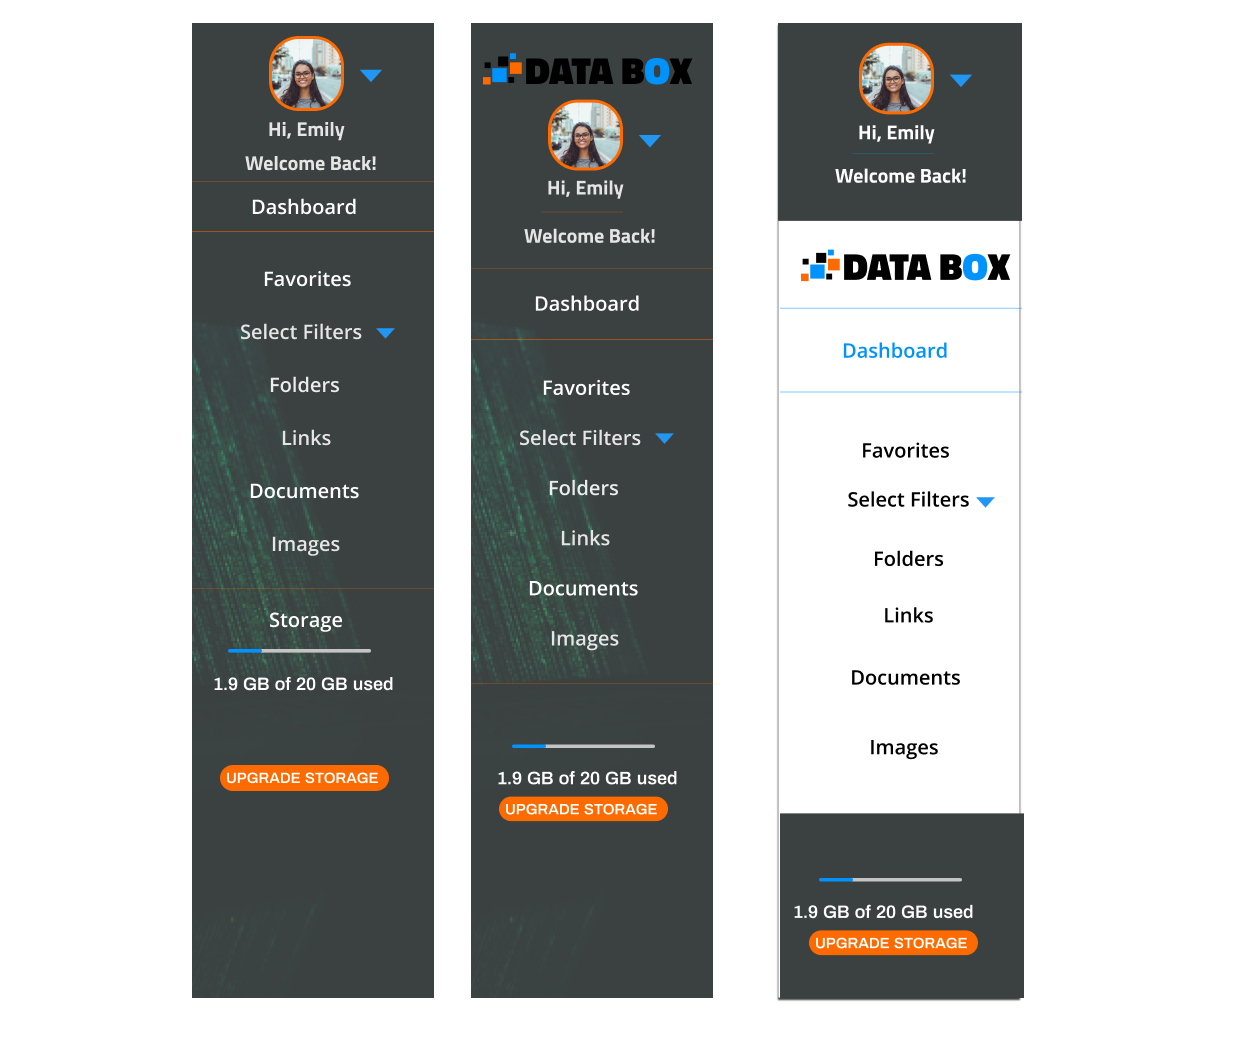 Hi, Emily
Welcome Back!
Dashboard
Favorites
Select Filters
Folders
Links
Documents
Images
Storage
1.9 GB of 20 GB used
UPGRADE STORAGE
DATA BOX
Hi, Emily
Welcome Back!
Dashboard
Favorites
Select Filters
Folders
Links
Documents
Images
1.9 GB of 20 GB used
UPGRADE STORAGE
Hi, Emily
Welcome Back!
DATA BOX
Dashboard
Favorites
Select Filters
Folders
Links
Documents
Images
1.9 GB of 20 GB used
UPGRADE STORAGE